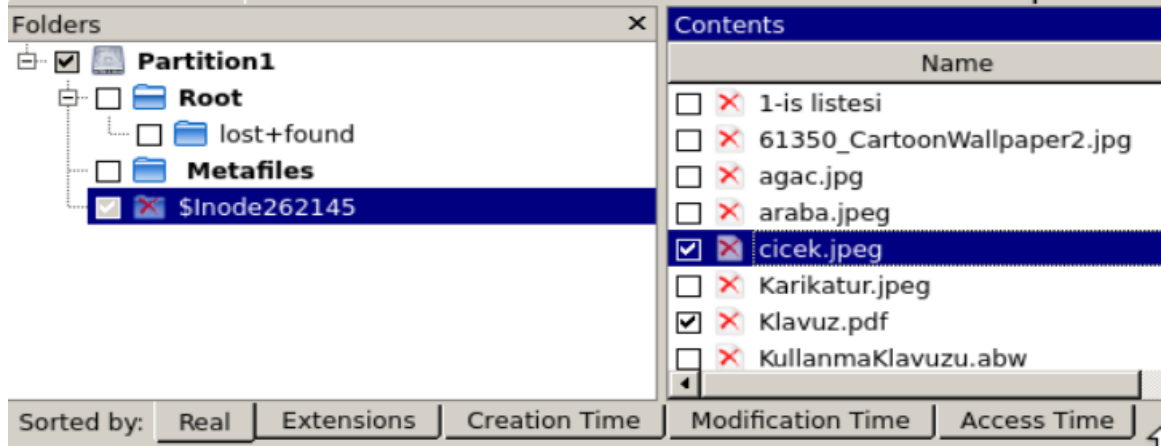 Folders
Partition1
Root
lost+found
Metafiles
$Inode262145
Contents
Name
1-is listesi
61350_CartoonWallpaper2.jpg
agac.jpg
araba.jpeg
cicek.jpeg
Karikatur.jpeg
Klavuz.pdf
KullanmaKlavuzu.abw
Sorted by: Real Extensions Creation Time Modification Time Access Time